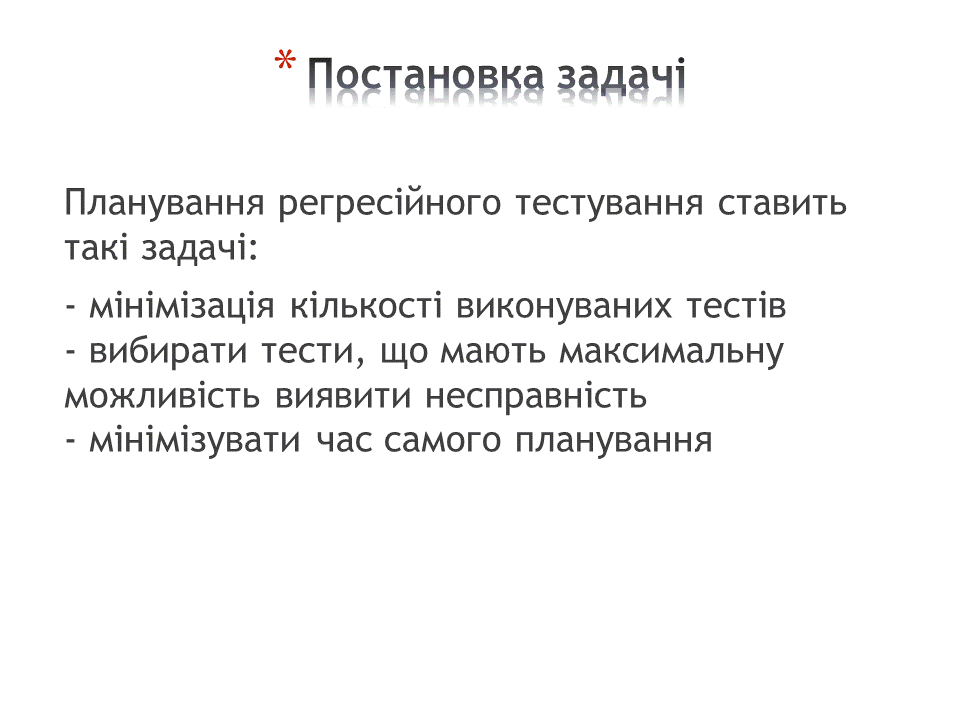 * Постановка задачі
Планування регресійного тестування ставить
такі задачі:
- мінімізація кількості виконуваних тестів
- вибирати тести, що мають максимальну
можливість виявити несправність
- мінімізувати час самого планування